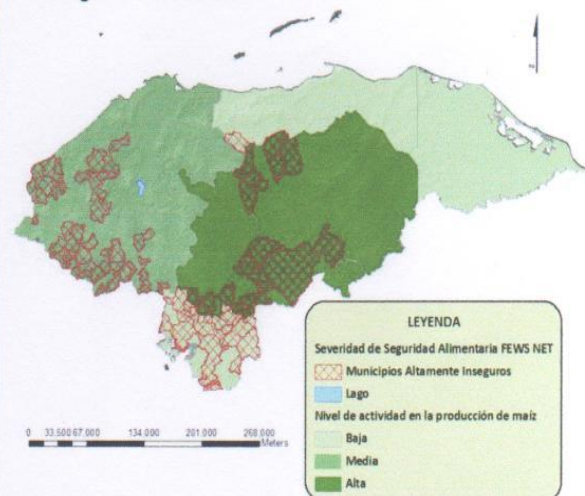 LEYENDA
Severidad de Seguridad Alimentaria FEWS NET
Municipios Altamente Inseguros
Lago
Nivel de actividad en la producción de maíz
Baja
Media
Alta
0 33,500 67,000 134,000 201,000 268,000
Meters